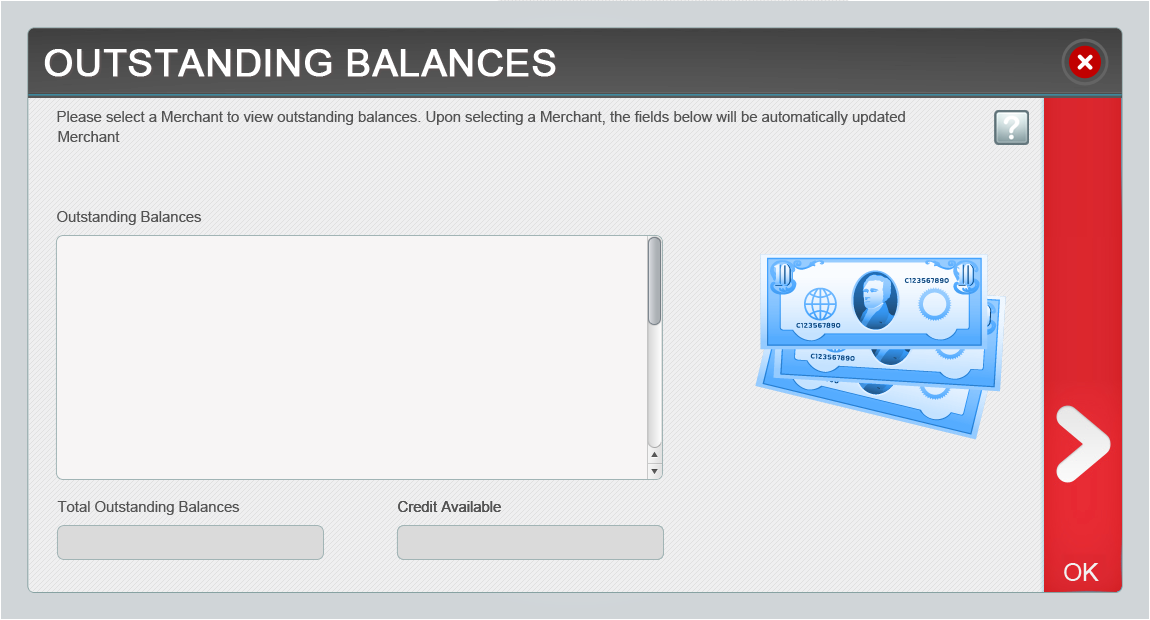 OUTSTANDING BALANCES
Please select a Merchant to view outstanding balances. Upon selecting a Merchant, the fields below will be automatically updated
Merchant
?
Outstanding Balances
10
10
C123567890
C123567890
C123567890
Total Outstanding Balances
Credit Available
OK